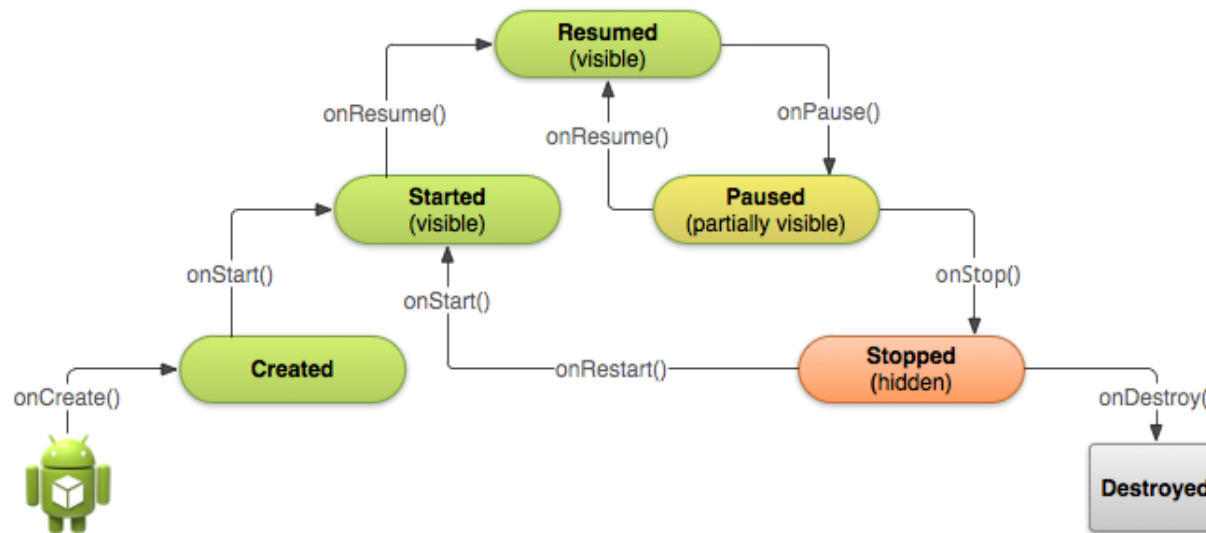 Resumed
(visible)
onResume()
onResume()
onPause()
Started
(visible)
Paused
(partially visible)
onStart()
onStart()
onStop()
Created
onRestart()
Stopped
(hidden)
onCreate()
onDestroy(
Destroyed